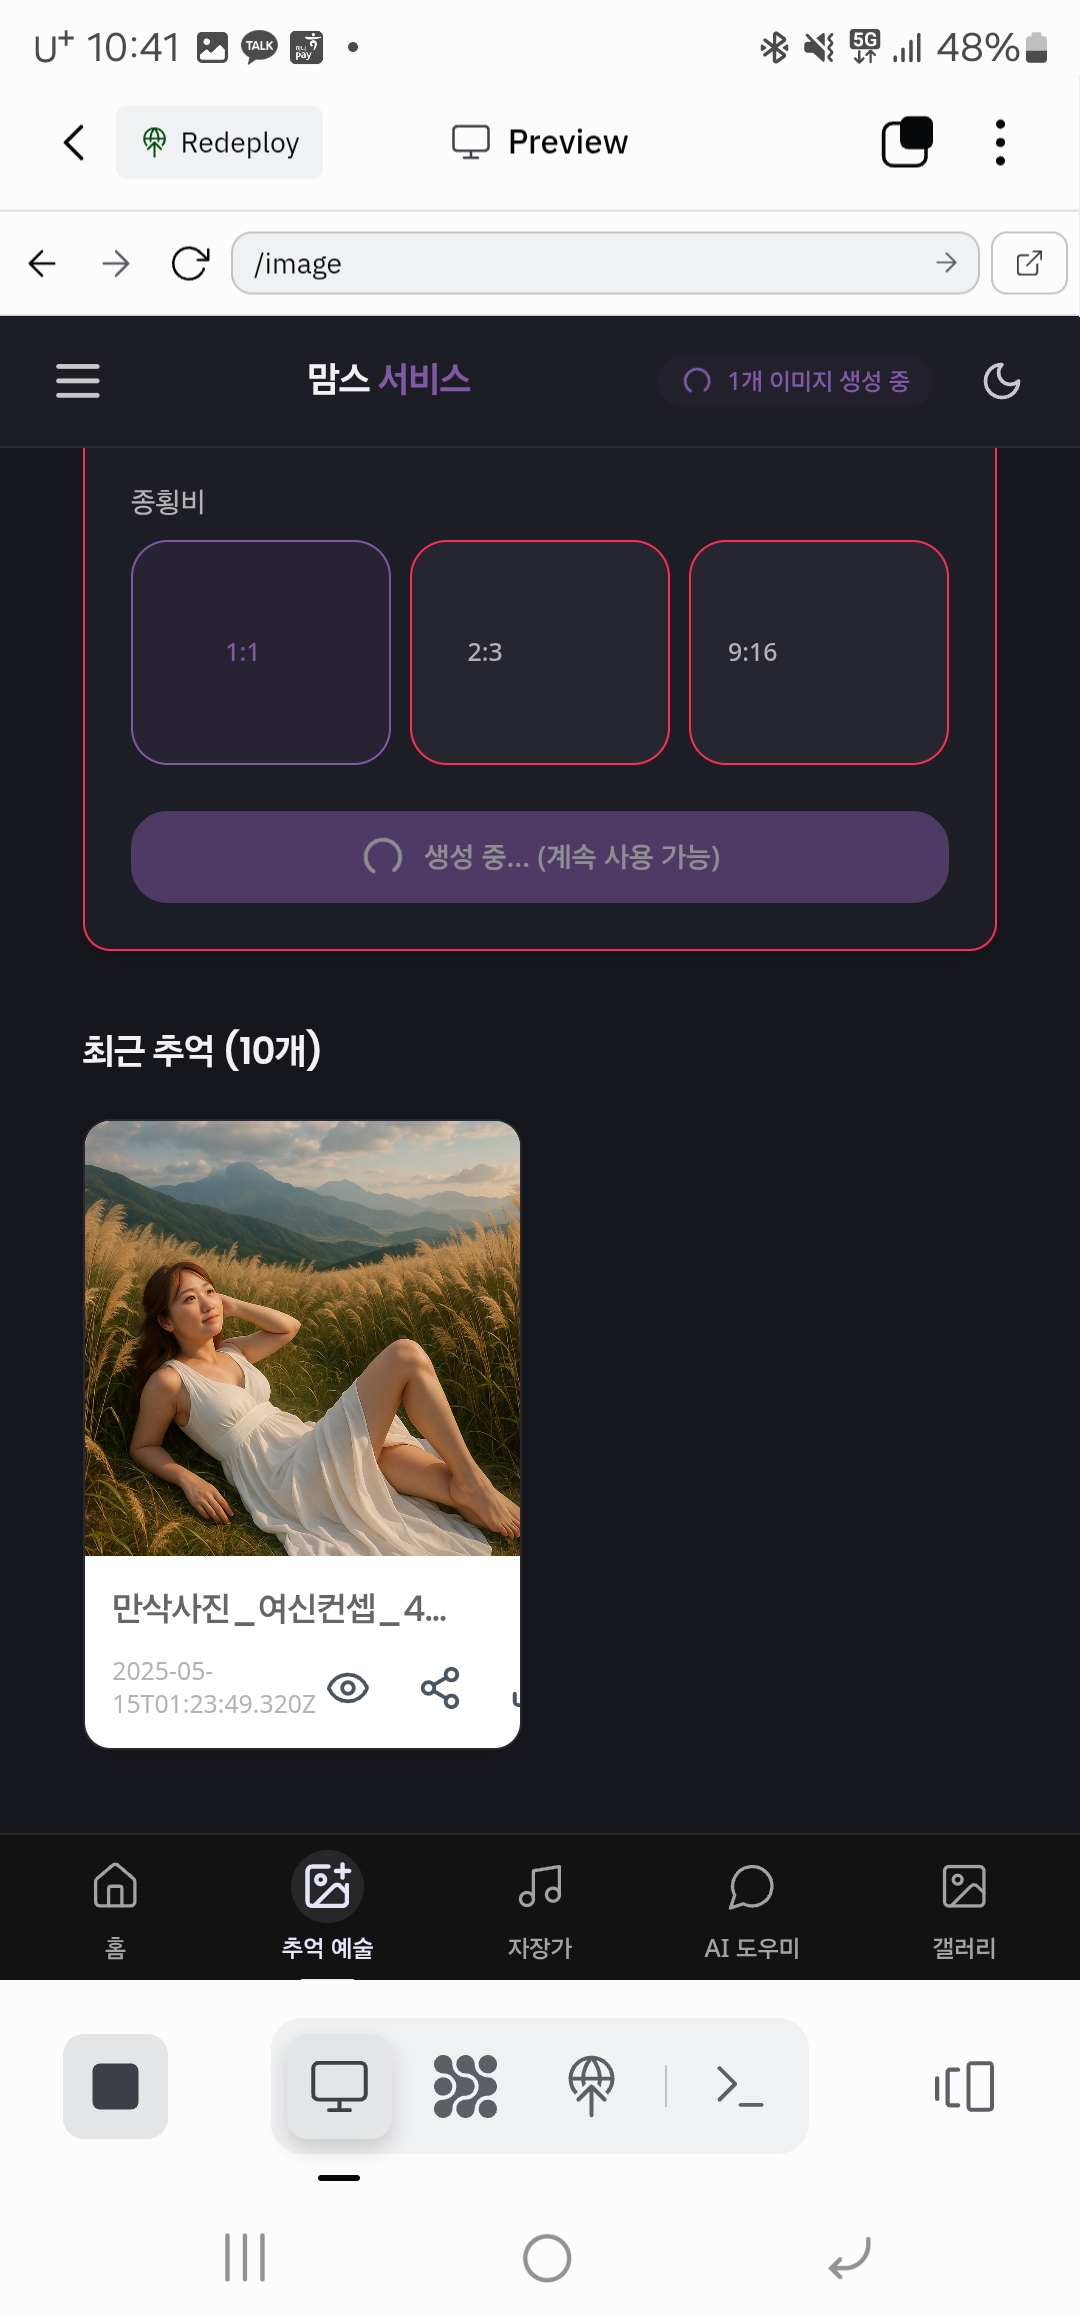 U+ 10:41 TALK pay 5G 48%
Redeploy Preview
/image
맘스 서비스 1개 이미지 생성 중
종횡비
1:1 2:3 9:16
생성 중... (계속 사용 가능)
최근 추억 (10개)
만삭사진_여신컨셉_4...
2025-05-
15T01:23:49.320Z
홈 추억 예술 자장가 AI 도우미 갤러리